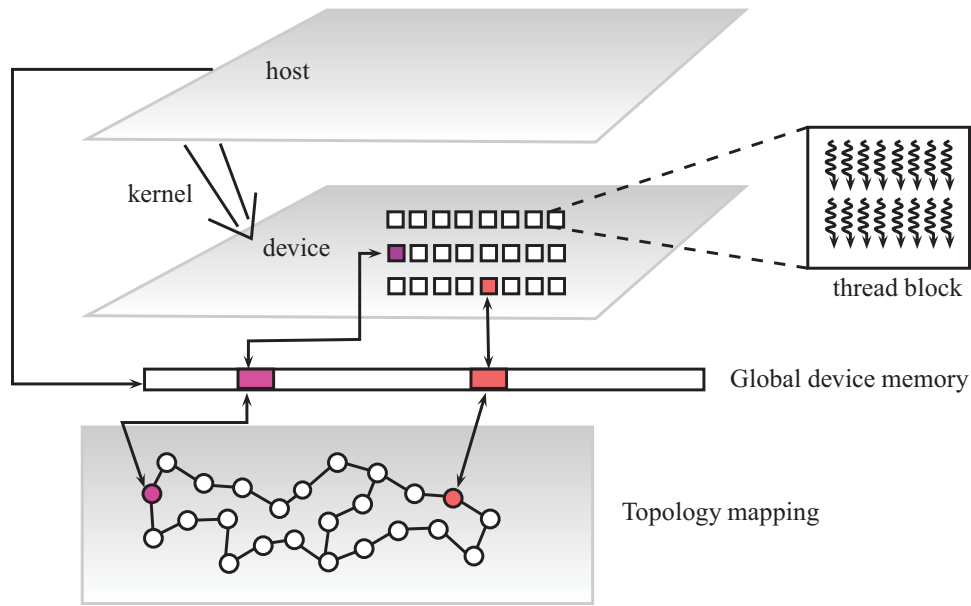 host
kernel
device
thread block
Global device memory
Topology mapping